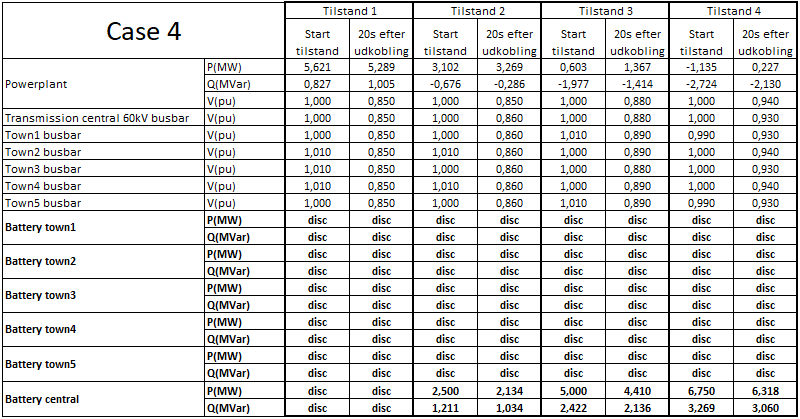 Case 4 Tilstand 1 Tilstand 2 Tilstand 3 Tilstand 4
Start tilstand 20s efter udkobling Start tilstand 20s efter udkobling Start tilstand 20s efter udkobling Start tilstand 20s efter udkobling
Powerplant P(MW) 5,621 5,289 3,102 3,269 0,603 1,367 -1,135 0,227
Q(MVar) 0,827 1,005 -0,676 -0,286 -1,977 -1,414 -2,724 -2,130
V(pu) 1,000 0,850 1,000 0,850 1,000 0,880 1,000 0,940
Transmission central 60kV busbar V(pu) 1,000 0,850 1,000 0,860 1,000 0,880 1,000 0,930
Town1 busbar V(pu) 1,000 0,850 1,000 0,860 1,010 0,890 0,990 0,930
Town2 busbar V(pu) 1,010 0,850 1,010 0,860 1,000 0,890 1,000 0,940
Town3 busbar V(pu) 1,010 0,850 1,010 0,860 1,000 0,880 1,000 0,930
Town4 busbar V(pu) 1,010 0,850 1,010 0,860 1,000 0,890 1,000 0,940
Town5 busbar V(pu) 1,000 0,850 1,000 0,860 1,010 0,890 0,990 0,930
Battery town1 P(MW) disc disc disc disc disc disc disc disc
Q(MVar) disc disc disc disc disc disc disc disc
Battery town2 P(MW) disc disc disc disc disc disc disc disc
Q(MVar) disc disc disc disc disc disc disc disc
Battery town3 P(MW) disc disc disc disc disc disc disc disc
Q(MVar) disc disc disc disc disc disc disc disc
Battery town4 P(MW) disc disc disc disc disc disc disc disc
Q(MVar) disc disc disc disc disc disc disc disc
Battery town5 P(MW) disc disc disc disc disc disc disc disc
Q(MVar) disc disc disc disc disc disc disc disc
Battery central P(MW) disc disc 2,500 2,134 5,000 4,410 6,750 6,318
Q(MVar) disc disc 1,211 1,034 2,422 2,136 3,269 3,060